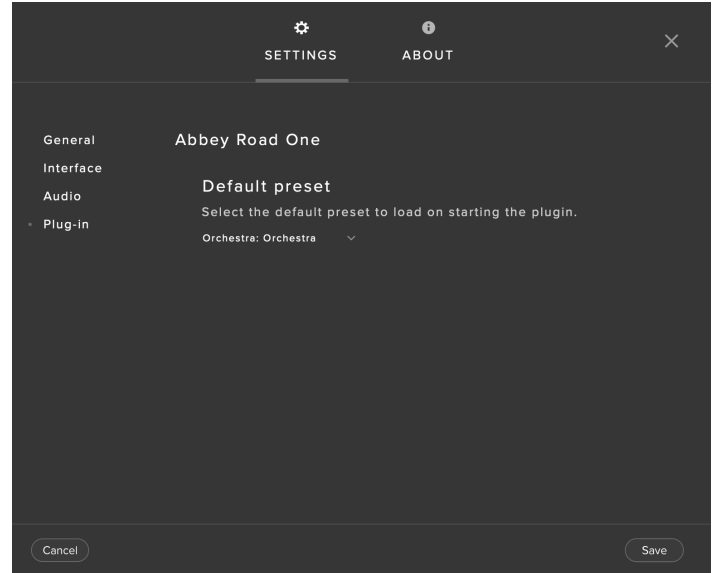 SETTINGS
ABOUT
General
Interface
Audio
Plug-in
Abbey Road One
Default preset
Select the default preset to load on starting the plugin.
Orchestra: Orchestra
Cancel
Save